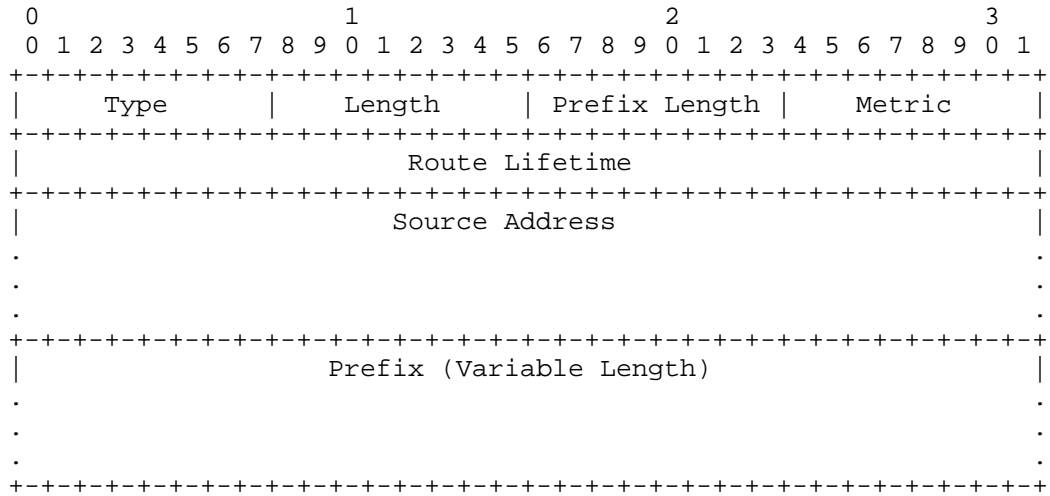 0                   1                   2                   3
0 1 2 3 4 5 6 7 8 9 0 1 2 3 4 5 6 7 8 9 0 1 2 3 4 5 6 7 8 9 0 1
+-+-+-+-+-+-+-+-+-+-+-+-+-+-+-+-+-+-+-+-+-+-+-+-+-+-+-+-+-+-+-+-+
|     Type      |    Length     | Prefix Length |    Metric     |
+-+-+-+-+-+-+-+-+-+-+-+-+-+-+-+-+-+-+-+-+-+-+-+-+-+-+-+-+-+-+-+-+
|                        Route Lifetime                         |
+-+-+-+-+-+-+-+-+-+-+-+-+-+-+-+-+-+-+-+-+-+-+-+-+-+-+-+-+-+-+-+-+
|                       Source Address                          |
.                                                               .
.                                                               .
.                                                               .
+-+-+-+-+-+-+-+-+-+-+-+-+-+-+-+-+-+-+-+-+-+-+-+-+-+-+-+-+-+-+-+-+
|                   Prefix (Variable Length)                    |
.                                                               .
.                                                               .
.                                                               .
+-+-+-+-+-+-+-+-+-+-+-+-+-+-+-+-+-+-+-+-+-+-+-+-+-+-+-+-+-+-+-+-+